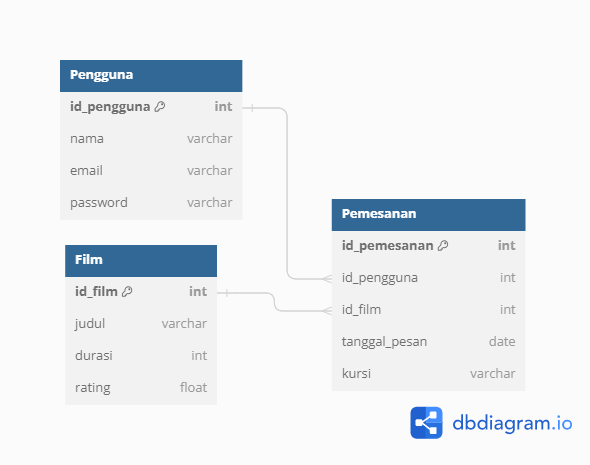 Pengguna
id_pengguna int
nama varchar
email varchar
password varchar
Film
id_film int
judul varchar
durasi int
rating float
Pemesanan
id_pemesanan int
id_pengguna int
id_film int
tanggal_pesan date
kursi varchar
dbdiagram.io